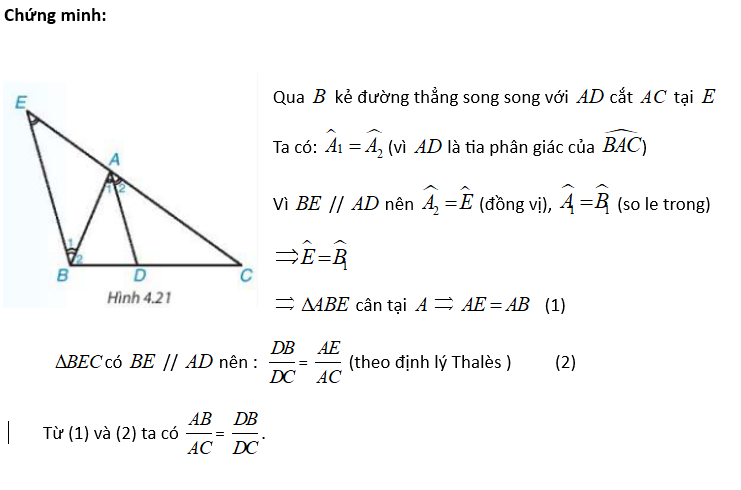 Chứng minh:
Qua B kẻ đường thẳng song song với AD cắt AC tại E
Ta có: Â₁ = Â₂ (vì AD là tia phân giác của \widehat{BAC})
Vì BE // AD nên Â₂ = Ê (đồng vị), Â₁ = B̂₁ (so le trong)
⇒ Ê = B̂₁
⇒ ΔABE cân tại A ⇒ AE = AB (1)
E
A
1 2
1
2
B
D
C
Hình 4.21
ΔBEC có BE // AD nên : DB/DC = AE/AC (theo định lý Thalès ) (2)
Từ (1) và (2) ta có AB/AC = DB/DC.